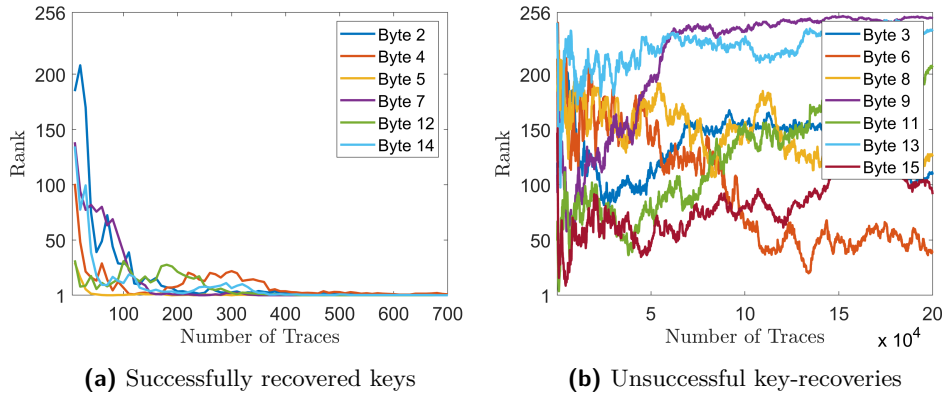 256
200
150
100
50
1
Rank
100
200
300
400
500
600
700
Number of Traces
Byte 2
Byte 4
Byte 5
Byte 7
Byte 12
Byte 14
(a) Successfully recovered keys
256
200
150
100
50
1
Rank
5
10
15
20
x 10^4
Number of Traces
Byte 3
Byte 6
Byte 8
Byte 9
Byte 11
Byte 13
Byte 15
(b) Unsuccessful key-recoveries